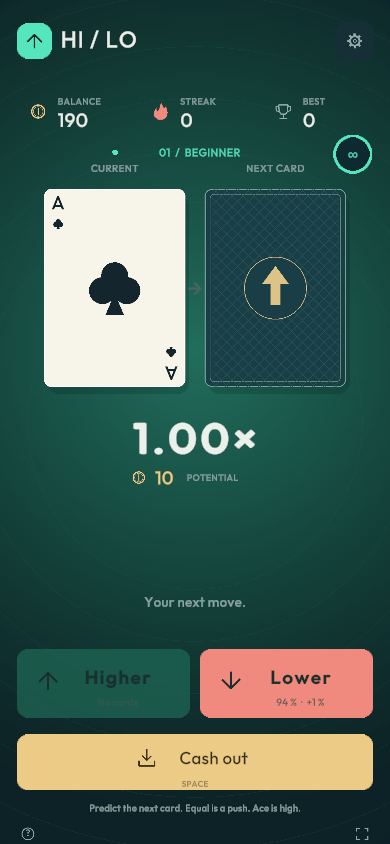 HI / LO
BALANCE
190
STREAK
0
BEST
0
01 / BEGINNER
∞
CURRENT
NEXT CARD
A
A
1.00×
10 POTENTIAL
Your next move.
Higher
Lower
94% · +1%
Cash out
SPACE
Predict the next card. Equal is a push. Ace is high.
?